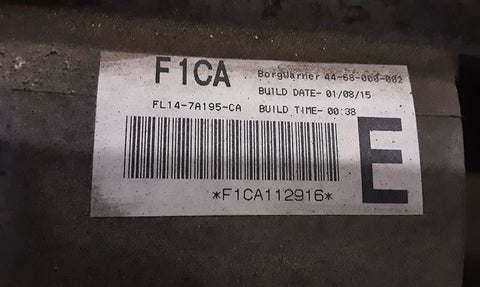 F1CA BorgWarner 44-68-000-002
BUILD DATE- 01/08/15
FL14-7A195-CA BUILD TIME- 00:38
E
*F1CA112916*